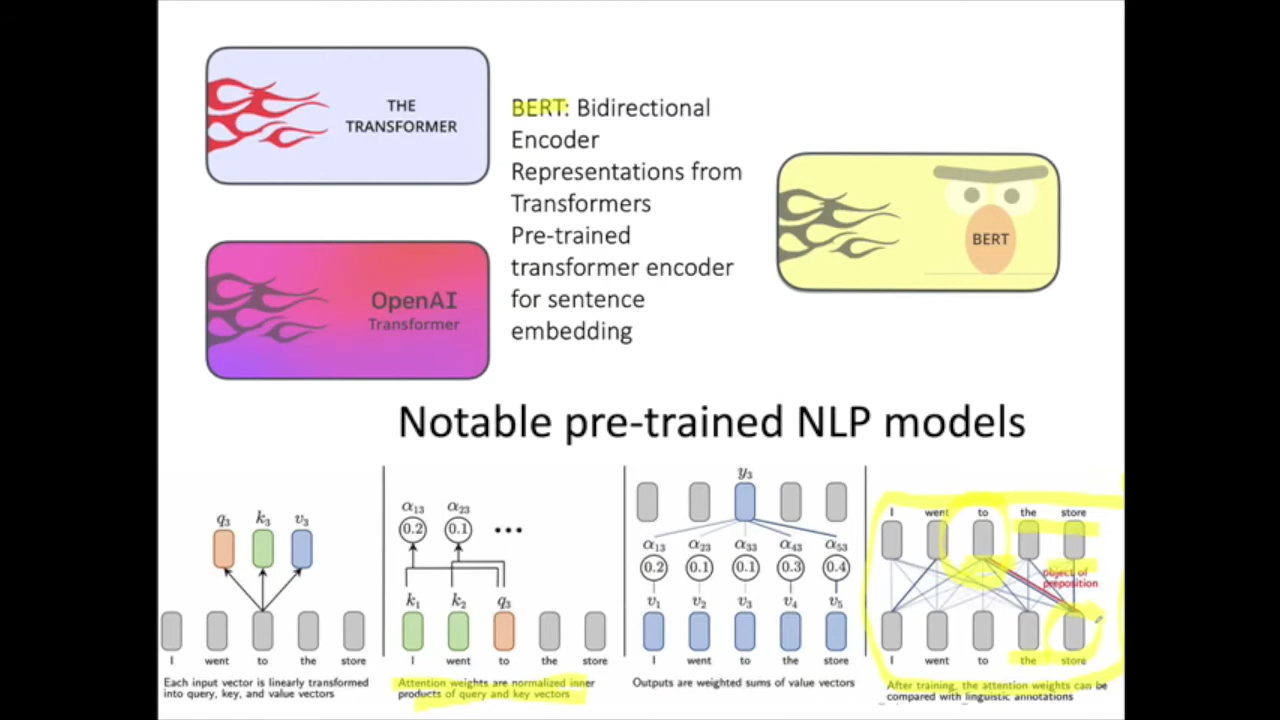 THE
TRANSFORMER
OpenAI
Transformer
BERT: Bidirectional
Encoder
Representations from
Transformers
Pre-trained
transformer encoder
for sentence
embedding
BERT
Notable pre-trained NLP models
q3 k3 v3
I went to the store
Each input vector is linearly transformed
into query, key, and value vectors
α13 α23
0.2 0.1 •••
k1 k2 q3
I went to the store
Attention weights are normalized inner
products of query and key vectors
y3
α13 α23 α33 α43 α53
0.2 0.1 0.1 0.3 0.4
v1 v2 v3 v4 v5
I went to the store
Outputs are weighted sums of value vectors
I went to the store
object of
preposition
I went to the store
After training, the attention weights can be
compared with linguistic annotations